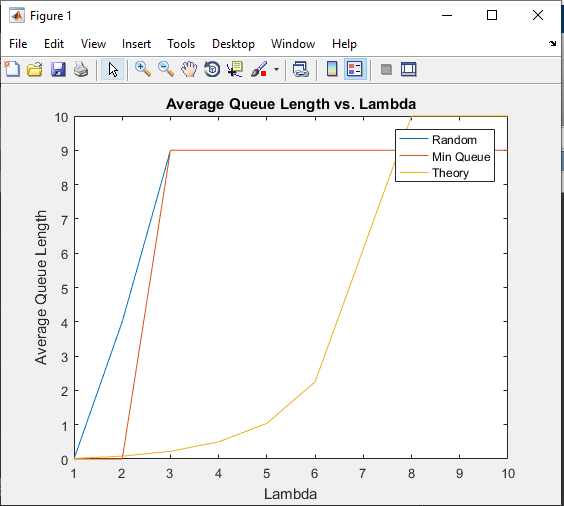 Figure 1
File Edit View Insert Tools Desktop Window Help
Average Queue Length vs. Lambda
Average Queue Length
10
9
8
7
6
5
4
3
2
1
0
Random
Min Queue
Theory
1 2 3 4 5 6 7 8 9 10
Lambda